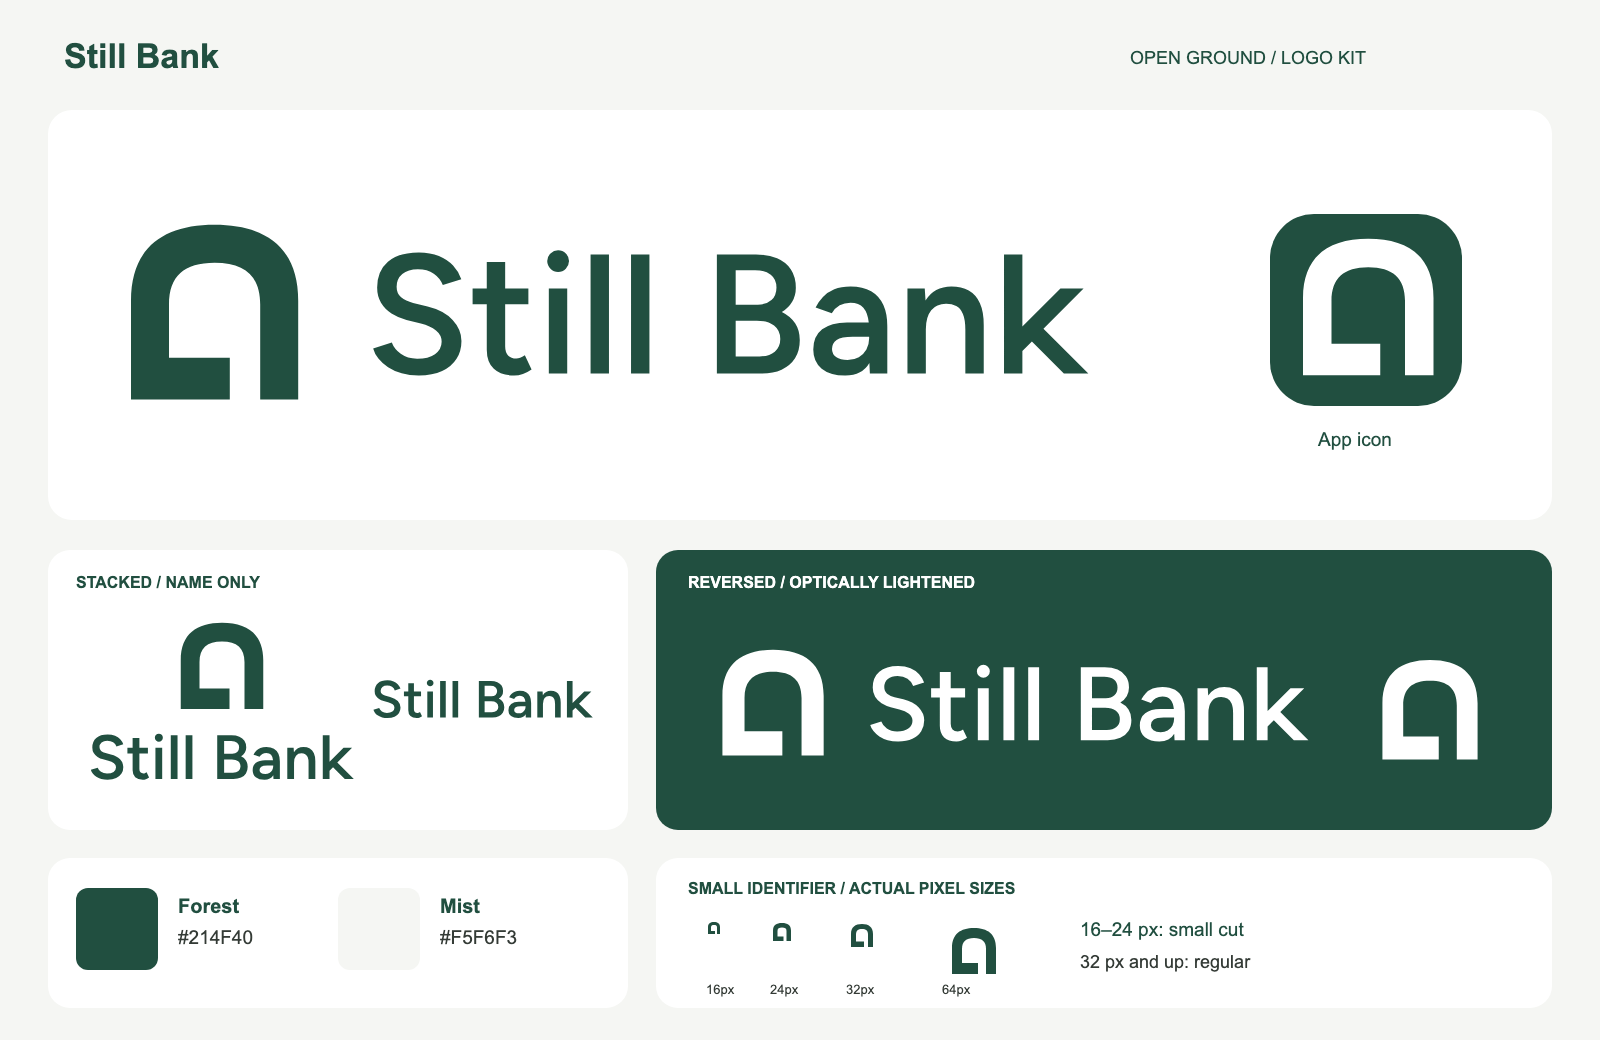 Still Bank
OPEN GROUND / LOGO KIT
Still Bank
App icon
STACKED / NAME ONLY
Still Bank
Still Bank
REVERSED / OPTICALLY LIGHTENED
Still Bank
Forest
#214F40
Mist
#F5F6F3
SMALL IDENTIFIER / ACTUAL PIXEL SIZES
16px
24px
32px
64px
16–24 px: small cut
32 px and up: regular